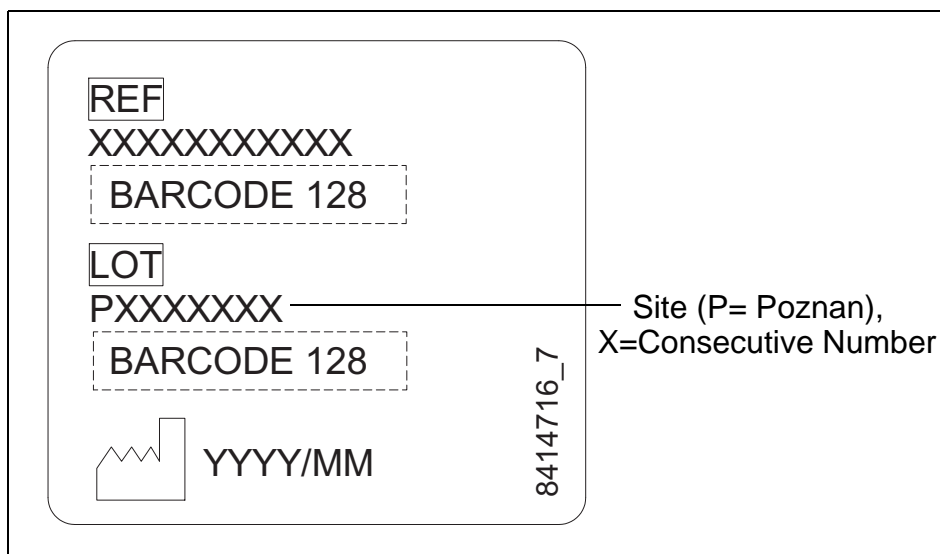 REF
XXXXXXXXXXX
BARCODE 128
LOT
PXXXXXXX
BARCODE 128
YYYY/MM
8414716_7
Site (P= Poznan),
X=Consecutive Number